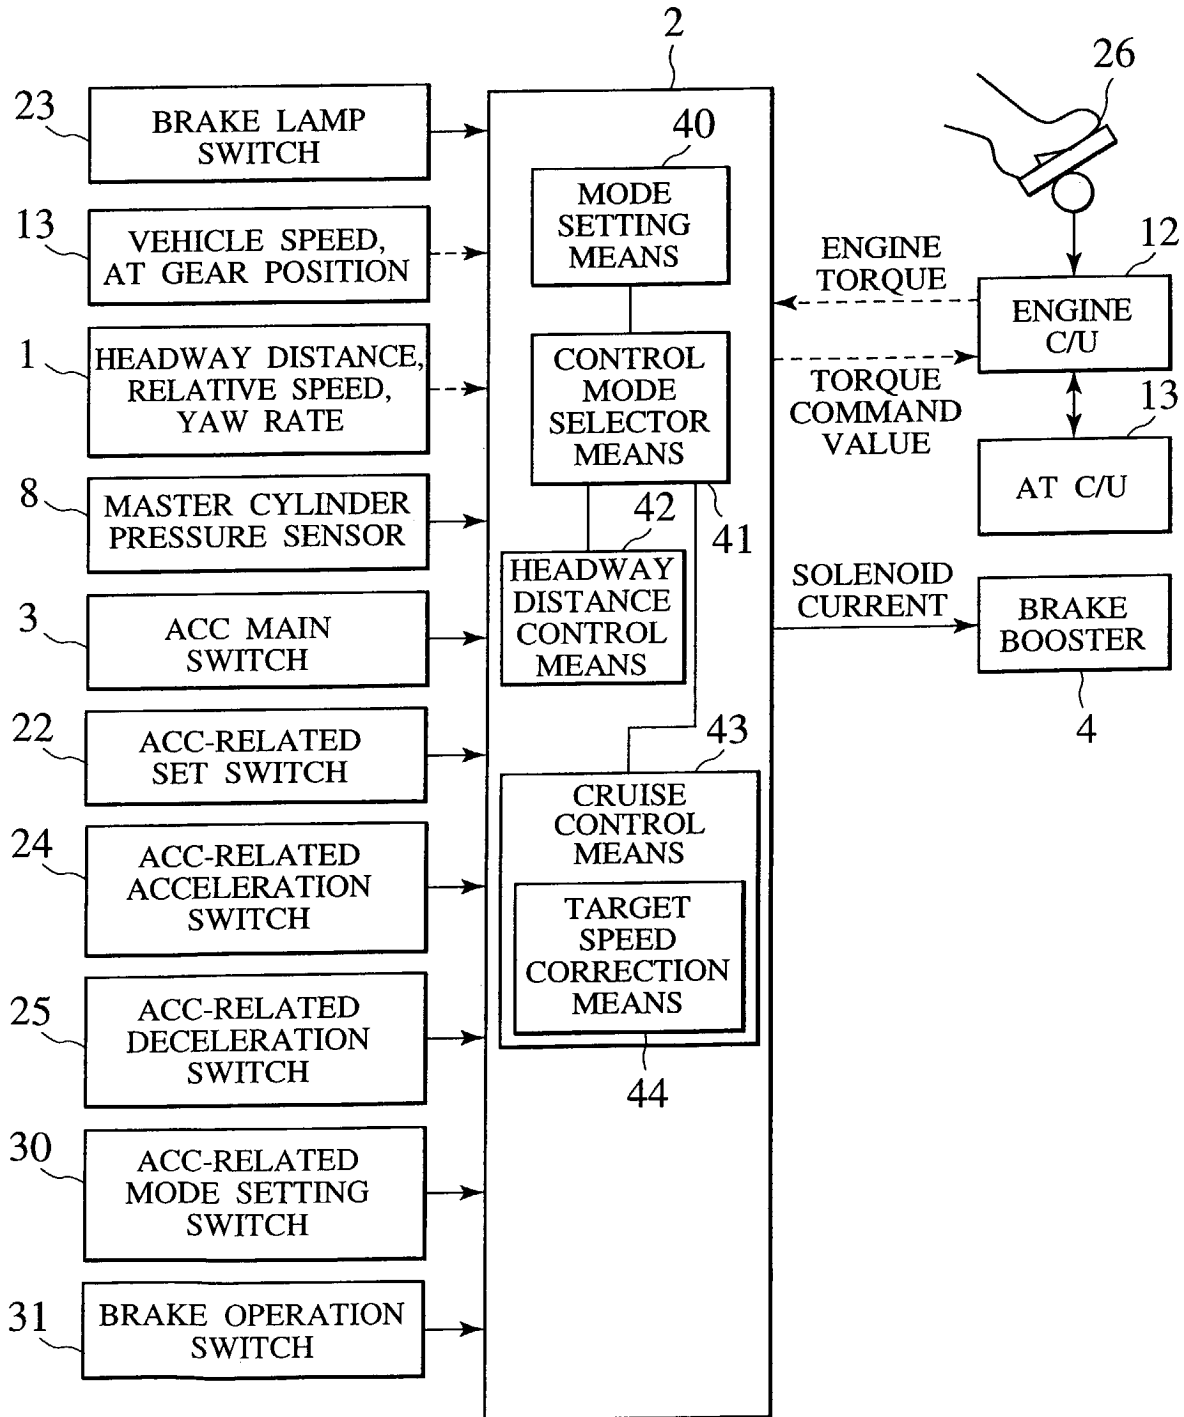 2
23
BRAKE LAMP
SWITCH
13
VEHICLE SPEED,
AT GEAR POSITION
1
HEADWAY DISTANCE,
RELATIVE SPEED,
YAW RATE
8
MASTER CYLINDER
PRESSURE SENSOR
3
ACC MAIN
SWITCH
22
ACC-RELATED
SET SWITCH
24
ACC-RELATED
ACCELERATION
SWITCH
25
ACC-RELATED
DECELERATION
SWITCH
30
ACC-RELATED
MODE SETTING
SWITCH
31
BRAKE OPERATION
SWITCH
40
MODE
SETTING
MEANS
CONTROL
MODE
SELECTOR
MEANS
41
42
HEADWAY
DISTANCE
CONTROL
MEANS
43
CRUISE
CONTROL
MEANS
TARGET
SPEED
CORRECTION
MEANS
44
26
ENGINE
TORQUE
12
ENGINE
C/U
TORQUE
COMMAND
VALUE
13
AT C/U
SOLENOID
CURRENT
BRAKE
BOOSTER
4